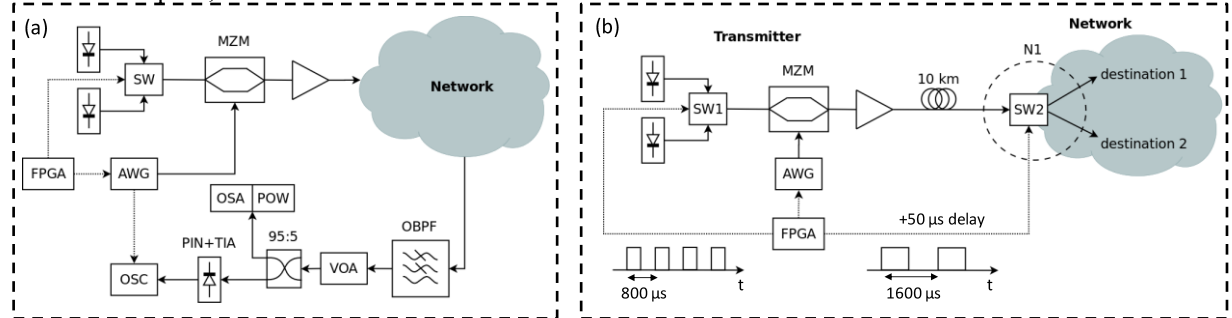 (a)
MZM
SW
Network
FPGA
AWG
OSA POW
OBPF
PIN+TIA
95:5
OSC
VOA
(b)
Transmitter
Network
MZM
N1
10 km
destination 1
SW1
SW2
destination 2
AWG
+50 μs delay
FPGA
800 μs
t
1600 μs
t